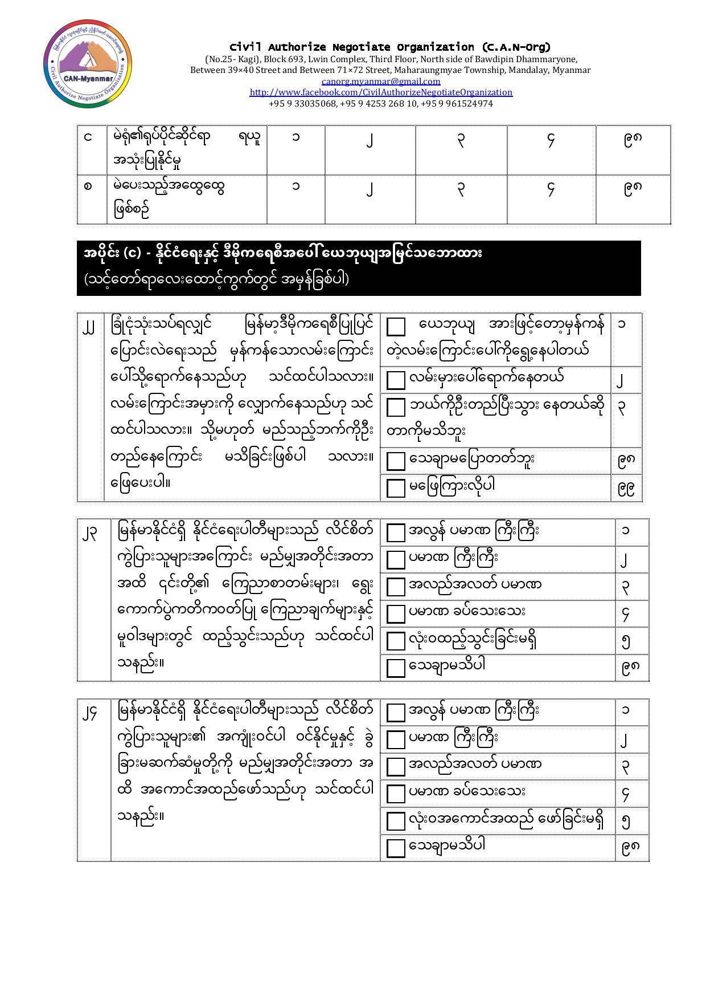 မြန်မာနိုင်ငံ လူထုရှေ့ဆောင် ညှိနှိုင်းဖော်ဆောင်ရေးအဖွဲ့
CAN-Myanmar
Civil Authorize Negotiate Organization
Civil Authorize Negotiate Organization (C.A.N-Org)
(No.25- Kagi), Block 693, Lwin Complex, Third Floor, North side of Bawdipin Dhammaryone,
Between 39×40 Street and Between 71×72 Street, Maharaungmyae Township, Mandalay, Myanmar
canorg.myanmar@gmail.com
http://www.facebook.com/CivilAuthorizeNegotiateOrganization
+95 9 33035068, +95 9 4253 268 10, +95 9 961524974
င မဲရုံ၏ရုပ်ပိုင်ဆိုင်ရာ ရယူ ၁ ၂ ၃ ၄ ၉၈
အသုံးပြုနိုင်မှု
စ မဲပေးသည့်အထွေထွေ ၁ ၂ ၃ ၄ ၉၈
ဖြစ်စဉ်
အပိုင်း (င) - နိုင်ငံရေးနှင့် ဒီမိုကရေစီအပေါ် ယေဘုယျအမြင်သဘောထား
(သင့်တော်ရာလေးထောင့်ကွက်တွင် အမှန်ခြစ်ပါ)
၂၂ ခြုံငုံသုံးသပ်ရလျှင် မြန်မာ့ဒီမိုကရေစီပြုပြင်
ပြောင်းလဲရေးသည် မှန်ကန်သောလမ်းကြောင်း
ပေါ်သို့ရောက်နေသည်ဟု သင်ထင်ပါသလား။
လမ်းကြောင်းအမှားကို လျှောက်နေသည်ဟု သင်
ထင်ပါသလား။ သို့မဟုတ် မည်သည့်ဘက်ကိုဦး
တည်နေကြောင်း မသိခြင်းဖြစ်ပါ သလား။
ဖြေပေးပါ။
ယေဘုယျ အားဖြင့်တော့မှန်ကန် ၁
တဲ့လမ်းကြောင်းပေါ်ကိုရွေ့နေပါတယ်
လမ်းမှားပေါ်ရောက်နေတယ် ၂
ဘယ်ကိုဦးတည်ပြီးသွား နေတယ်ဆို ၃
တာကိုမသိဘူး
သေချာမပြောတတ်ဘူး ၉၈
မဖြေကြားလိုပါ ၉၉
၂၃ မြန်မာနိုင်ငံရှိ နိုင်ငံရေးပါတီများသည် လိင်စိတ်
ကွဲပြားသူများအကြောင်း မည်မျှအတိုင်းအတာ
အထိ ၎င်းတို့၏ ကြေညာစာတမ်းများ၊ ရွေး
ကောက်ပွဲကတိကဝတ်ပြု ကြေညာချက်များနှင့်
မူဝါဒများတွင် ထည့်သွင်းသည်ဟု သင်ထင်ပါ
သနည်း။
အလွန် ပမာဏ ကြီးကြီး ၁
ပမာဏ ကြီးကြီး ၂
အလည်အလတ် ပမာဏ ၃
ပမာဏ ခပ်သေးသေး ၄
လုံးဝထည့်သွင်းခြင်းမရှိ ၅
သေချာမသိပါ ၉၈
၂၄ မြန်မာနိုင်ငံရှိ နိုင်ငံရေးပါတီများသည် လိင်စိတ်
ကွဲပြားသူများ၏ အကျုံးဝင်ပါ ဝင်နိုင်မှုနှင့် ခွဲ
ခြားမဆက်ဆံမှုတို့ကို မည်မျှအတိုင်းအတာ အ
ထိ အကောင်အထည်ဖော်သည်ဟု သင်ထင်ပါ
သနည်း။
အလွန် ပမာဏ ကြီးကြီး ၁
ပမာဏ ကြီးကြီး ၂
အလည်အလတ် ပမာဏ ၃
ပမာဏ ခပ်သေးသေး ၄
လုံးဝအကောင်အထည် ဖော်ခြင်းမရှိ ၅
သေချာမသိပါ ၉၈